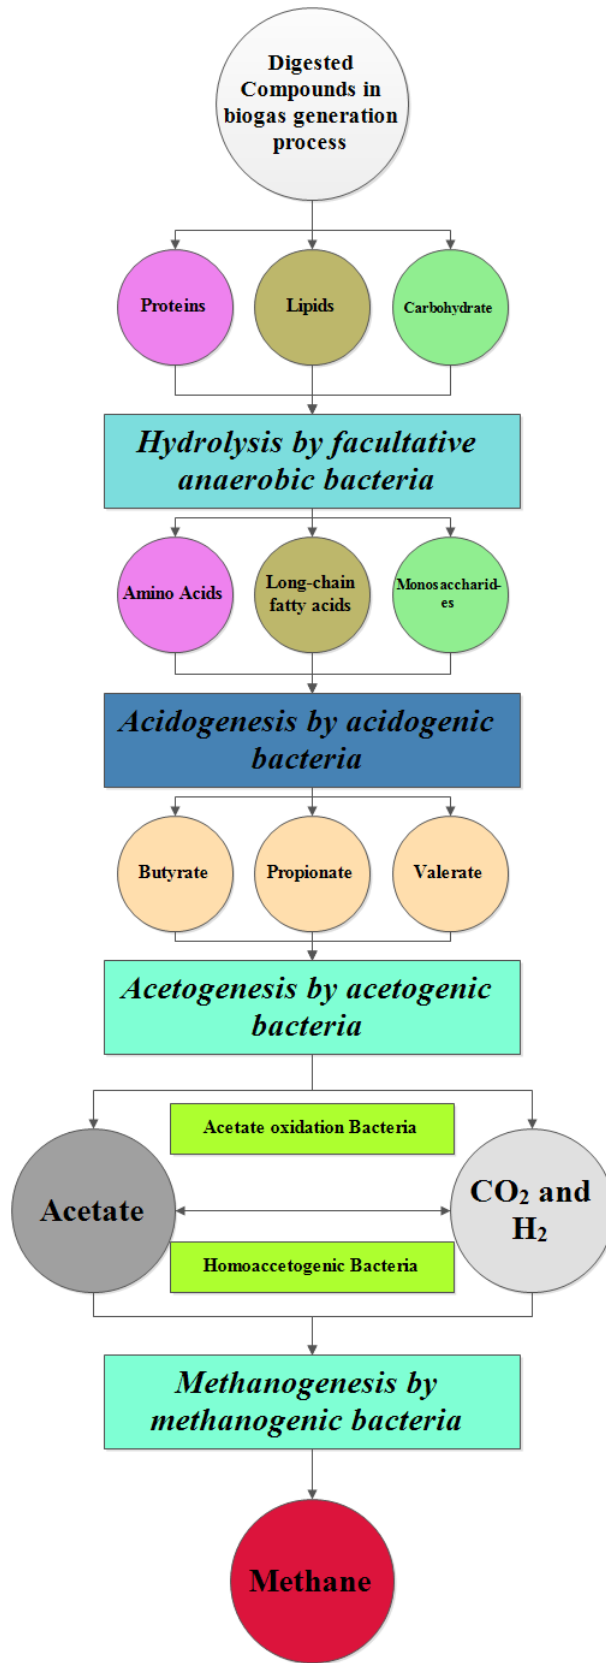 Digested
Compounds in
biogas generation
process
Proteins
Lipids
Carbohydrate
Hydrolysis by facultative
anaerobic bacteria
Amino Acids
Long-chain
fatty acids
Monosaccharid-
es
Acidogenesis by acidogenic
bacteria
Butyrate
Propionate
Valerate
Acetogenesis by acetogenic
bacteria
Acetate oxidation Bacteria
Acetate
CO₂ and
H₂
Homoaccetogenic Bacteria
Methanogenesis by
methanogenic bacteria
Methane